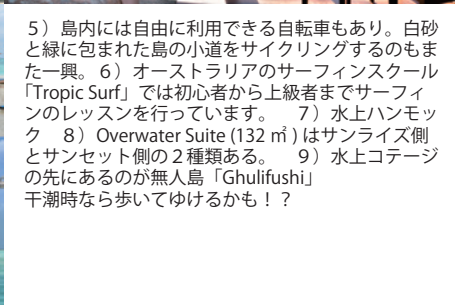 ５）島内には自由に利用できる自転車もあり。白砂
と緑に包まれた島の小道をサイクリングするのもま
た一興。６）オーストラリアのサーフィンスクール
「Tropic Surf」では初心者から上級者までサーフィ
ンのレッスンを行っています。　７）水上ハンモッ
ク　８）Overwater Suite (132 ㎡ ) はサンライズ側
とサンセット側の２種類ある。　９）水上コテージ
の先にあるのが無人島「Ghulifushi」
干潮時なら歩いてゆけるかも！？